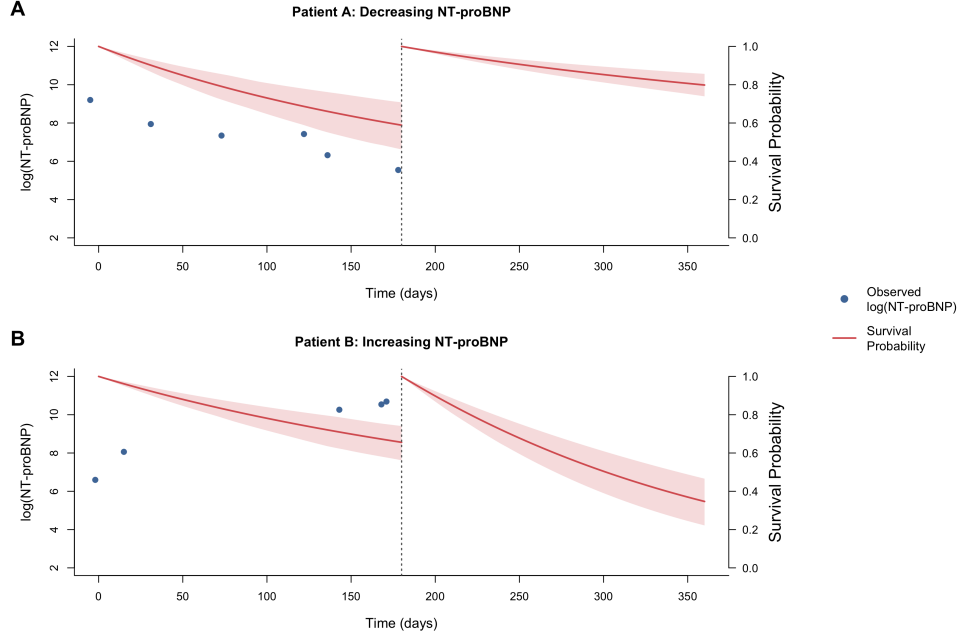 A
Patient A: Decreasing NT-proBNP
12
10
8
6
4
2
log(NT-proBNP)
1.0
0.8
0.6
0.4
0.2
0.0
Survival Probability
0 50 100 150 200 250 300 350
Time (days)
Observed
log(NT-proBNP)
Survival
Probability
B
Patient B: Increasing NT-proBNP
12
10
8
6
4
2
log(NT-proBNP)
1.0
0.8
0.6
0.4
0.2
0.0
Survival Probability
0 50 100 150 200 250 300 350
Time (days)